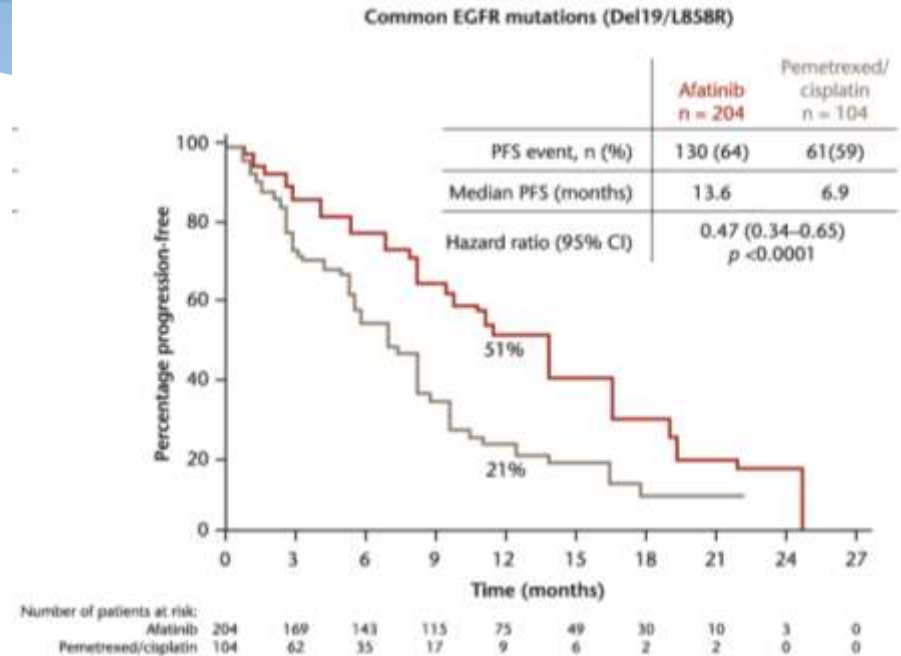 Common EGFR mutations (Del19/L858R)
Afatinib
n = 204
Pemetrexed/
cisplatin
n = 104
PFS event, n (%) 130 (64) 61(59)
Median PFS (months) 13.6 6.9
Hazard ratio (95% CI) 0.47 (0.34–0.65)
p <0.0001
Percentage progression-free
100
80
60
40
20
0
51%
21%
0 3 6 9 12 15 18 21 24 27
Time (months)
Number of patients at risk:
Afatinib 204 169 143 115 75 49 30 10 3 0
Pemetrexed/cisplatin 104 62 35 17 9 6 2 2 0 0